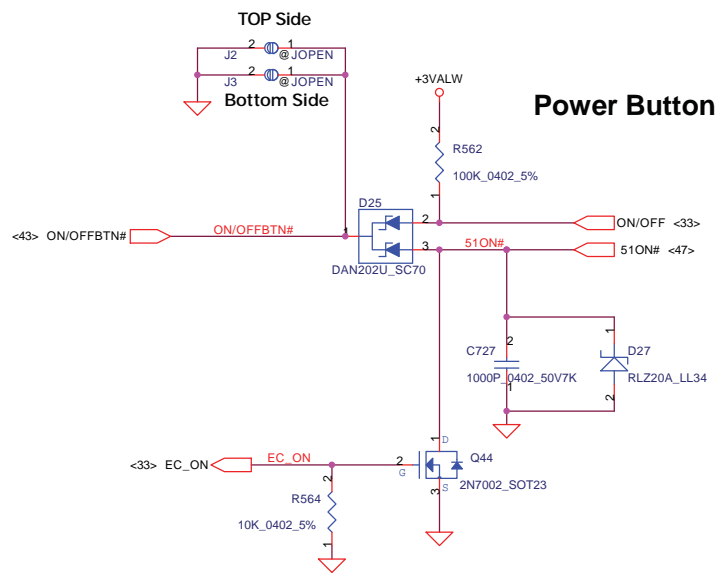 TOP Side
J2 2 1 @JOPEN
J3 2 1 @JOPEN
Bottom Side
+3VALW
Power Button
2
R562
100K_0402_5%
1
D25
<43> ON/OFFBTN# ON/OFFBTN# 1 2 ON/OFF <33>
3 51ON# 51ON# <47>
DAN202U_SC70
C727 2
1000P_0402_50V7K
1
1 D27
RLZ20A_LL34
2
<33> EC_ON EC_ON 2 G
1 D
Q44
S
3 2N7002_SOT23
2
R564
10K_0402_5%
1